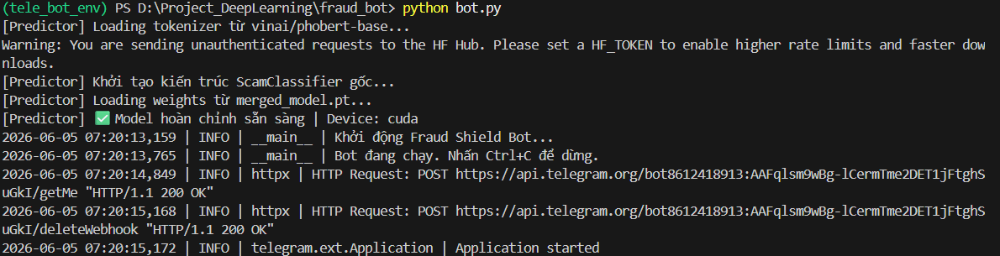 (tele_bot_env) PS D:\Project_DeepLearning\fraud_bot> python bot.py
[Predictor] Loading tokenizer từ vinai/phobert-base...
Warning: You are sending unauthenticated requests to the HF Hub. Please set a HF_TOKEN to enable higher rate limits and faster dow
nloads.
[Predictor] Khởi tạo kiến trúc ScamClassifier gốc...
[Predictor] Loading weights từ merged_model.pt...
[Predictor] ✅ Model hoàn chỉnh sẵn sàng | Device: cuda
2026-06-05 07:20:13,159 | INFO | __main__ | Khởi động Fraud Shield Bot...
2026-06-05 07:20:13,765 | INFO | __main__ | Bot đang chạy. Nhấn Ctrl+C để dừng.
2026-06-05 07:20:14,849 | INFO | httpx | HTTP Request: POST https://api.telegram.org/bot8612418913:AAFqlsm9wBg-lCermTme2DET1jFtghS
uGkI/getMe "HTTP/1.1 200 OK"
2026-06-05 07:20:15,168 | INFO | httpx | HTTP Request: POST https://api.telegram.org/bot8612418913:AAFqlsm9wBg-lCermTme2DET1jFtghS
uGkI/deleteWebhook "HTTP/1.1 200 OK"
2026-06-05 07:20:15,172 | INFO | telegram.ext.Application | Application started